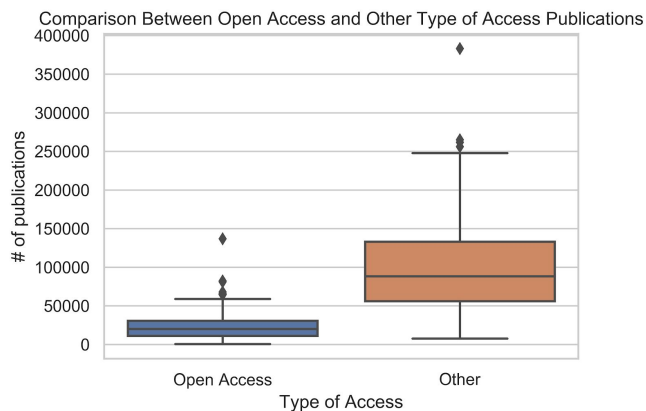 Comparison Between Open Access and Other Type of Access Publications
400000
350000
300000
250000
200000
150000
100000
50000
0
# of publications
Open Access
Other
Type of Access